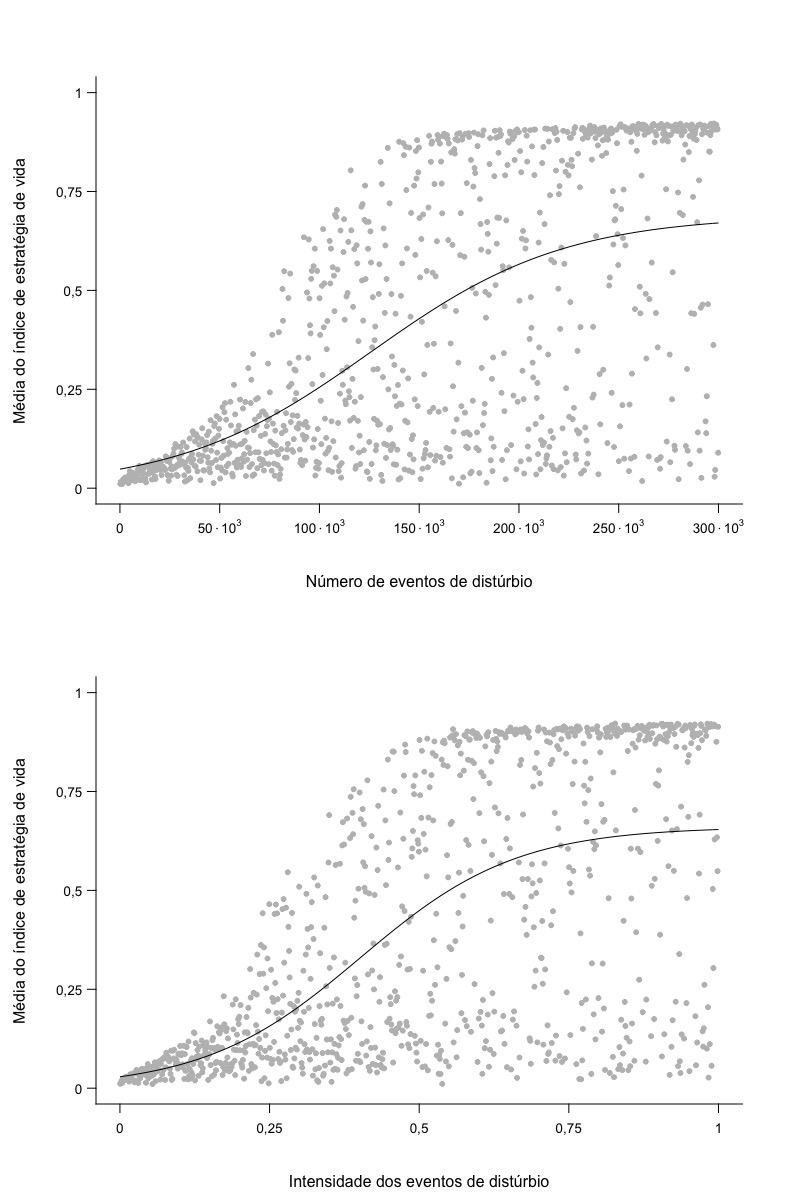 Média do índice de estratégia de vida
1
0,75
0,5
0,25
0
0 50·10³ 100·10³ 150·10³ 200·10³ 250·10³ 300·10³
Número de eventos de distúrbio
Média do índice de estratégia de vida
1
0,75
0,5
0,25
0
0 0,25 0,5 0,75 1
Intensidade dos eventos de distúrbio